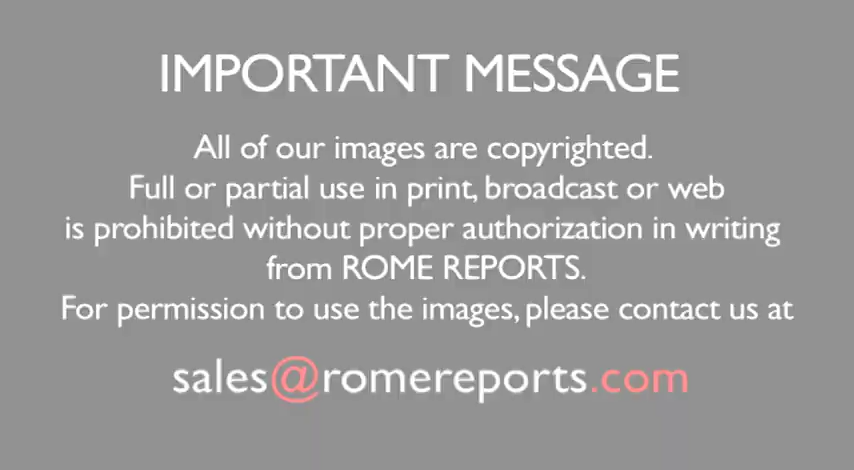 IMPORTANT MESSAGE
All of our images are copyrighted.
Full or partial use in print, broadcast or web
is prohibited without proper authorization in writing
from ROME REPORTS.
For permission to use the images, please contact us at
sales@romereports.com